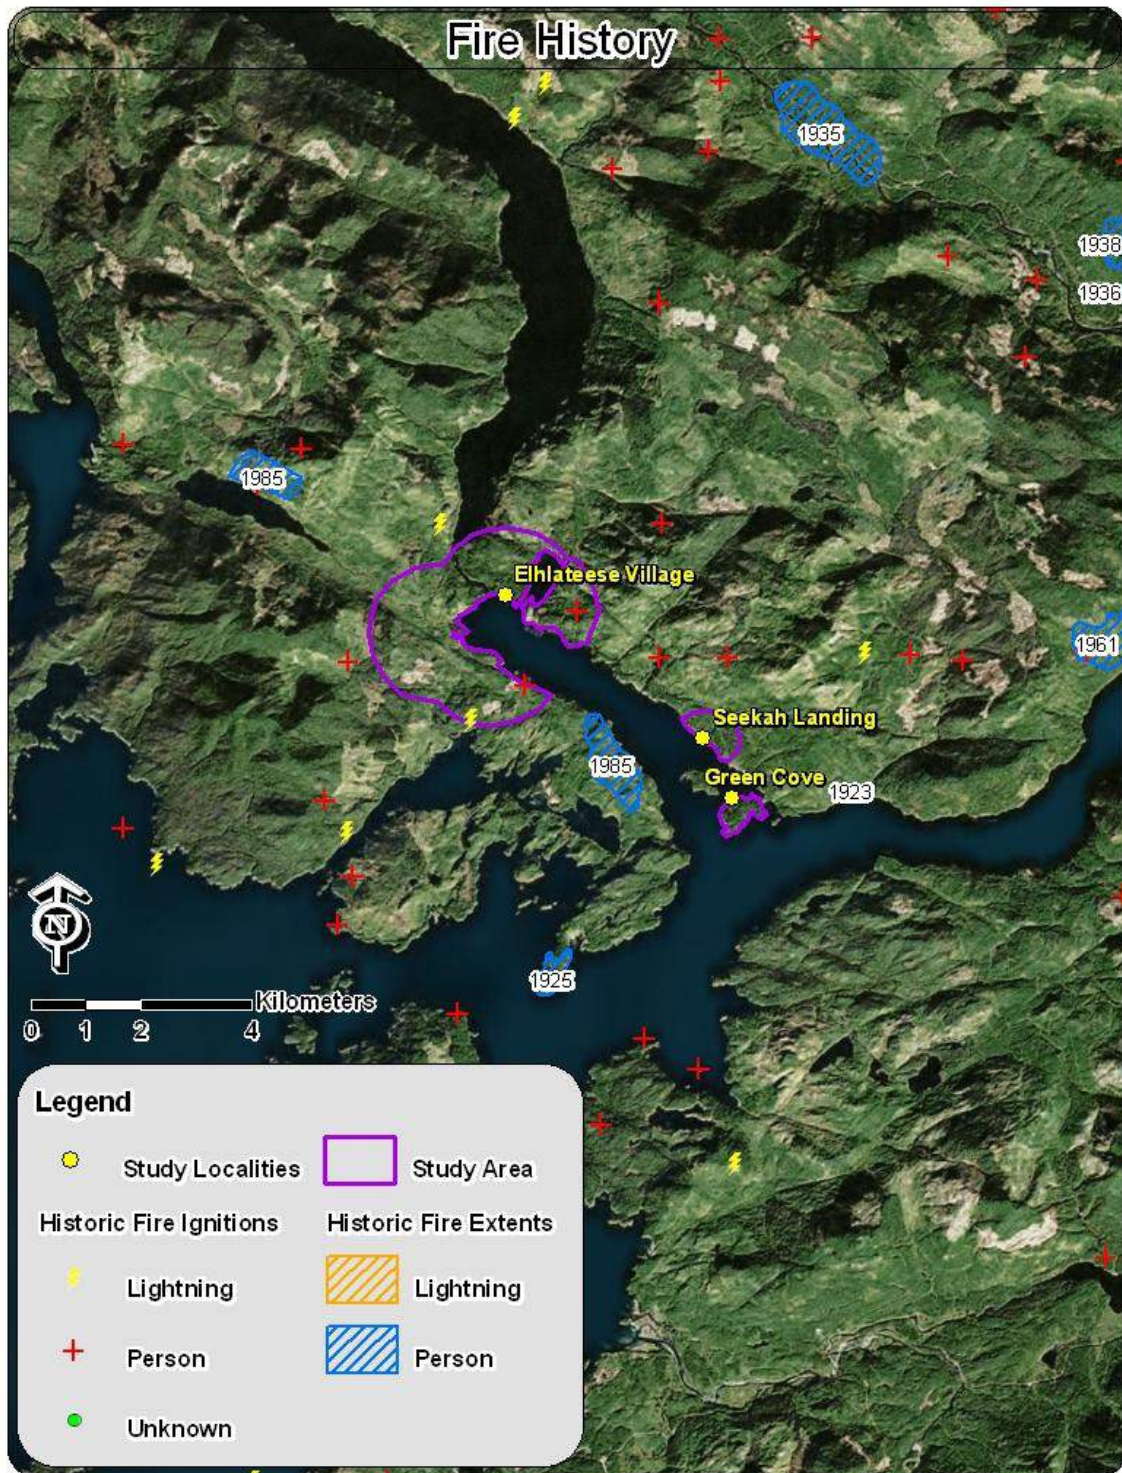 Fire History
1935
1938
1936
1985
Elhlateese Village
1961
Seekah Landing
1985
Green Cove
1923
1925
N
Kilometers
0 1 2 4
Legend
Study Localities
Study Area
Historic Fire Ignitions
Historic Fire Extents
Lightning
Lightning
Person
Person
Unknown